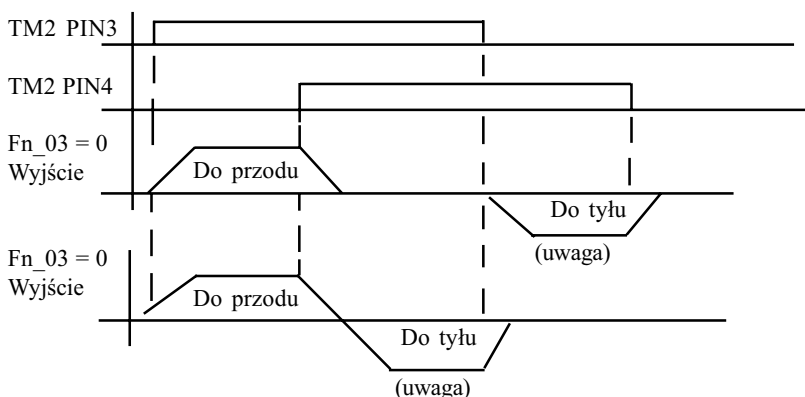 TM2 PIN3
TM2 PIN4
Fn_03 = 0
Wyjście
Do przodu
Do tyłu
(uwaga)
Fn_03 = 0
Wyjście
Do przodu
Do tyłu
(uwaga)